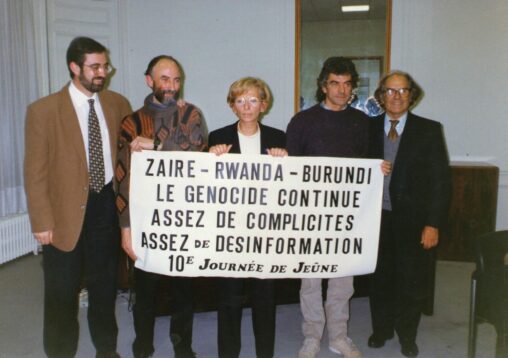 ZAIRE - RWANDA - BURUNDI
LE GENOCIDE CONTINUE
ASSEZ DE COMPLICITES
ASSEZ DE DESINFORMATION
10E JOURNÉE DE JEÛNE